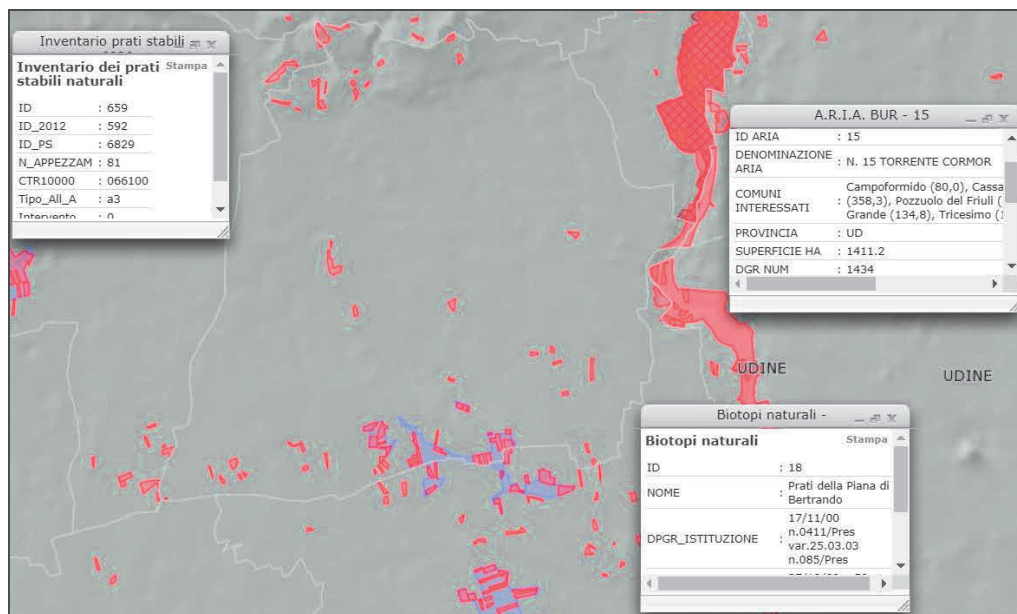 Inventario prati stabili
Inventario dei prati Stampa
stabili naturali
ID : 659
ID_2012 : 592
ID_PS : 6829
N_APPEZZAM : 81
CTR10000 : 066100
Tipo_All_A : a3
Intervento : 0
A.R.I.A. BUR - 15
ID ARIA : 15
DENOMINAZIONE
ARIA : N. 15 TORRENTE CORMOR
COMUNI
INTERESSATI
Campoformido (80,0), Cassa
: (358,3), Pozzuolo del Friuli (
Grande (134,8), Tricesimo (1
PROVINCIA : UD
SUPERFICIE HA : 1411.2
DGR NUM : 1434
UDINE
UDINE
Biotopi naturali -
Biotopi naturali Stampa
ID : 18
NOME : Prati della Piana di
Bertrando
DPGR_ISTITUZIONE :
17/11/00
n.0411/Pres
var.25.03.03
n.085/Pres